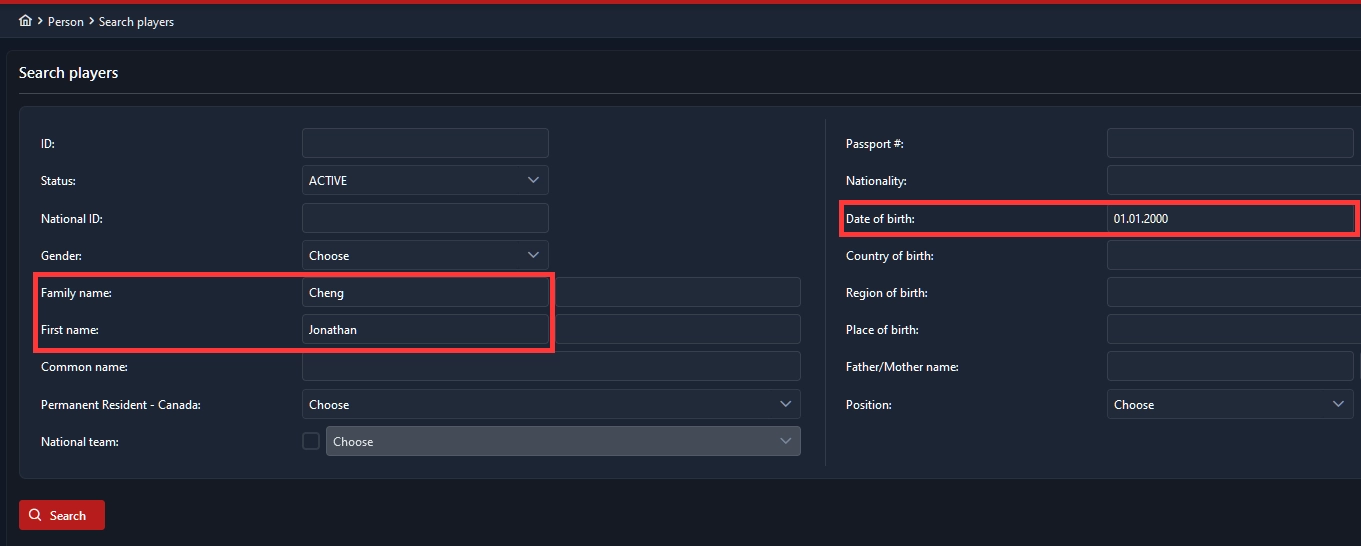 Person > Search players
Search players
ID:
Status: ACTIVE
National ID:
Gender: Choose
Family name: Cheng
First name: Jonathan
Common name:
Permanent Resident - Canada: Choose
National team: Choose
Passport #:
Nationality:
Date of birth: 01.01.2000
Country of birth:
Region of birth:
Place of birth:
Father/Mother name:
Position: Choose
Search